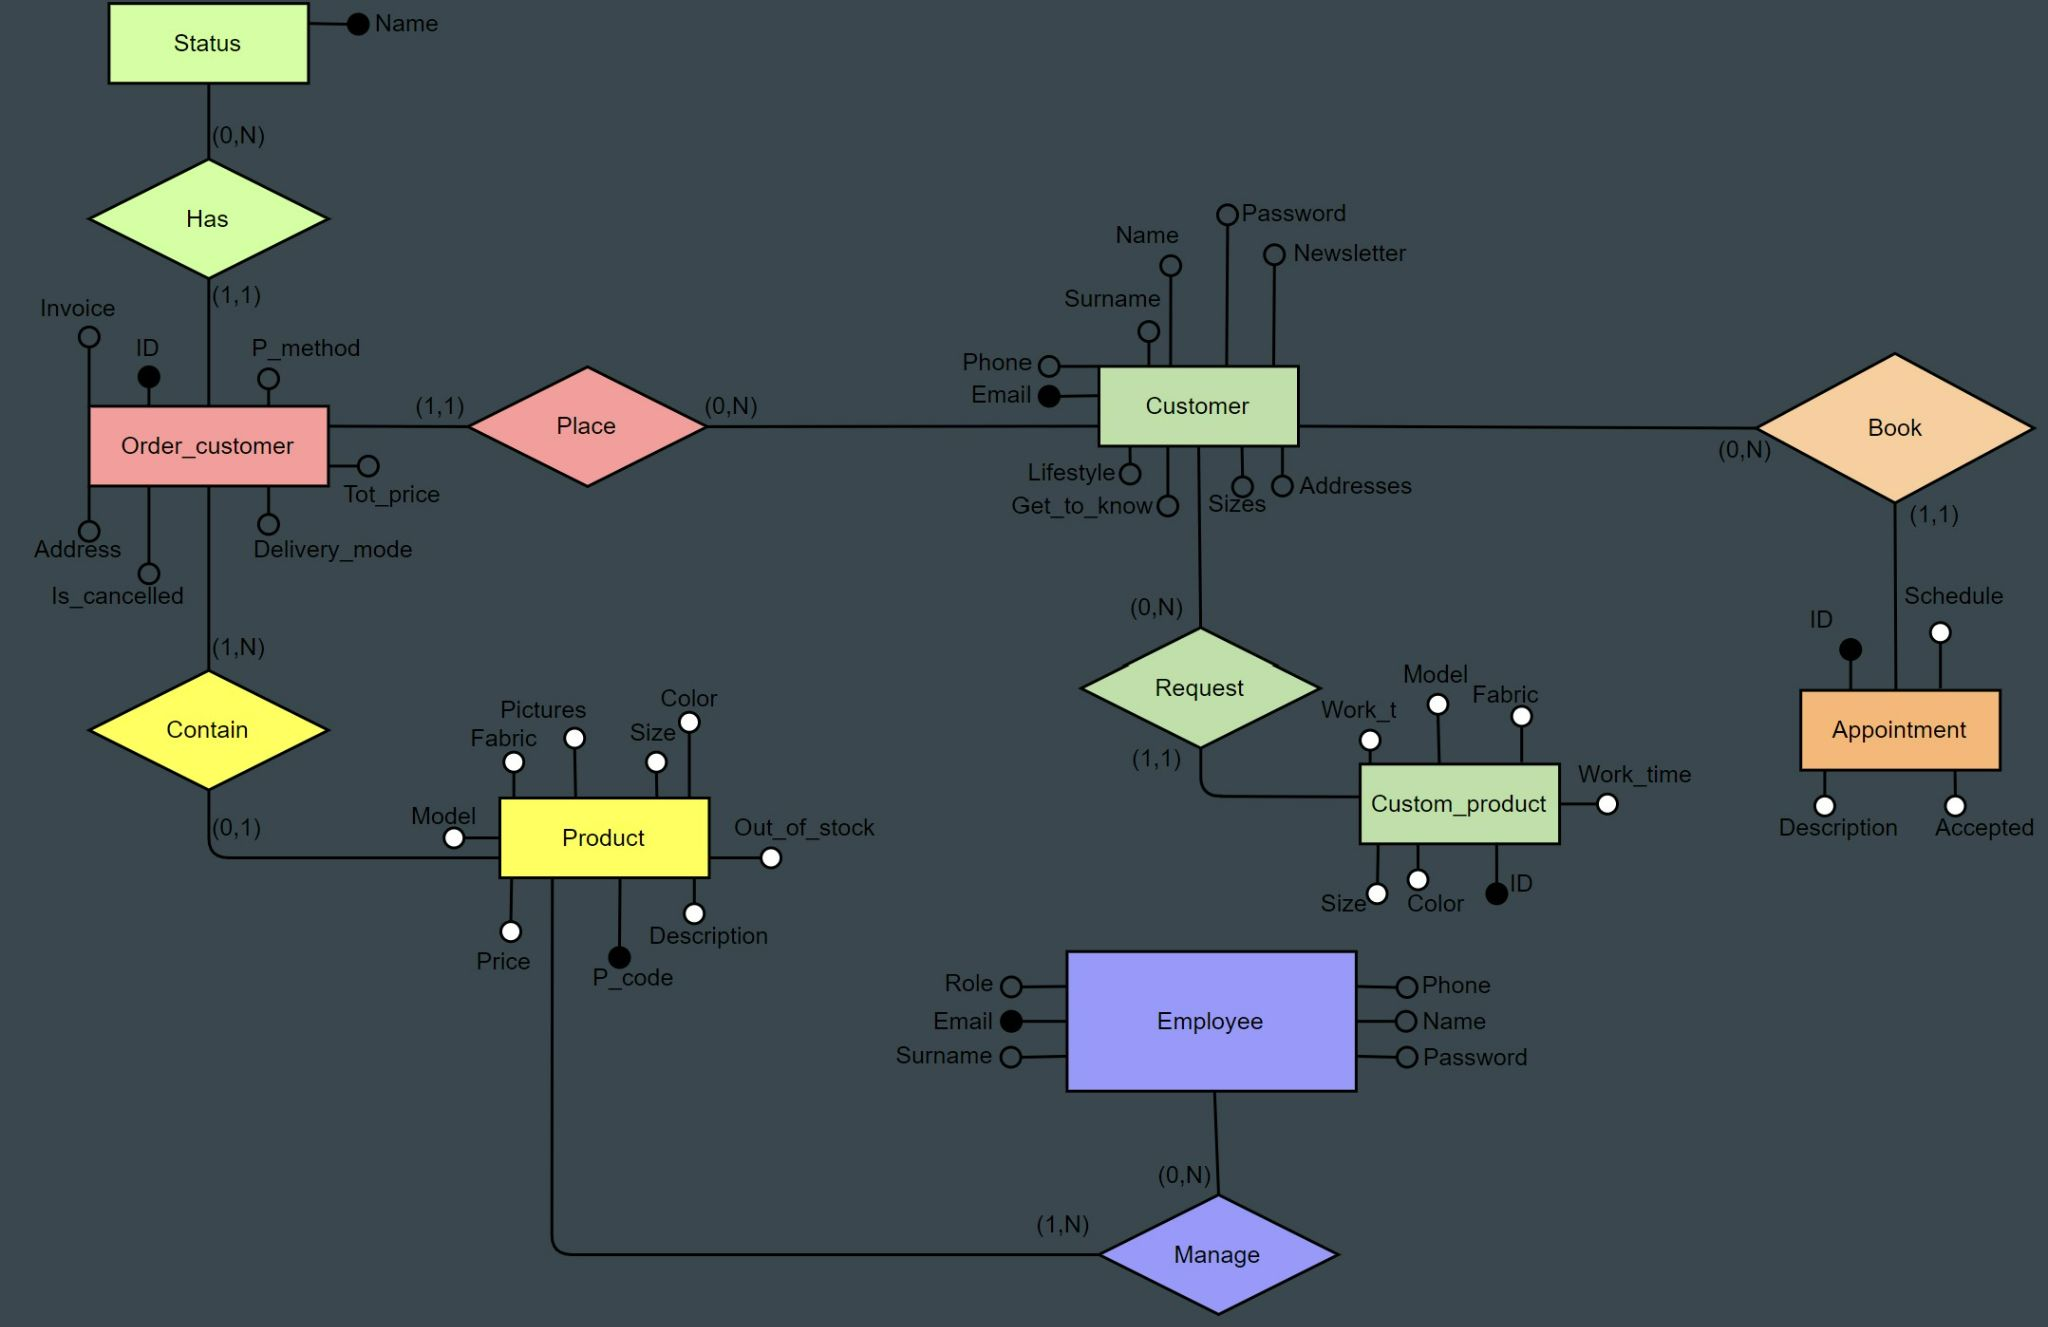 Status
Name
(0,N)
Has
(1,1)
Invoice
ID
P_method
Order_customer
Tot_price
Address
Delivery_mode
Is_cancelled
(1,1)
Place
(0,N)
Password
Name
Newsletter
Surname
Phone
Email
Customer
Lifestyle
Get_to_know
Sizes
Addresses
Book
(0,N)
(1,1)
Schedule
ID
Appointment
Description
Accepted
(0,N)
Request
(1,1)
Model
Fabric
Work_t
Work_time
Custom_product
Size
Color
ID
(1,N)
Contain
(0,1)
Color
Pictures
Size
Fabric
Model
Product
Out_of_stock
Price
Description
P_code
Role
Email
Surname
Employee
Phone
Name
Password
(0,N)
(1,N)
Manage